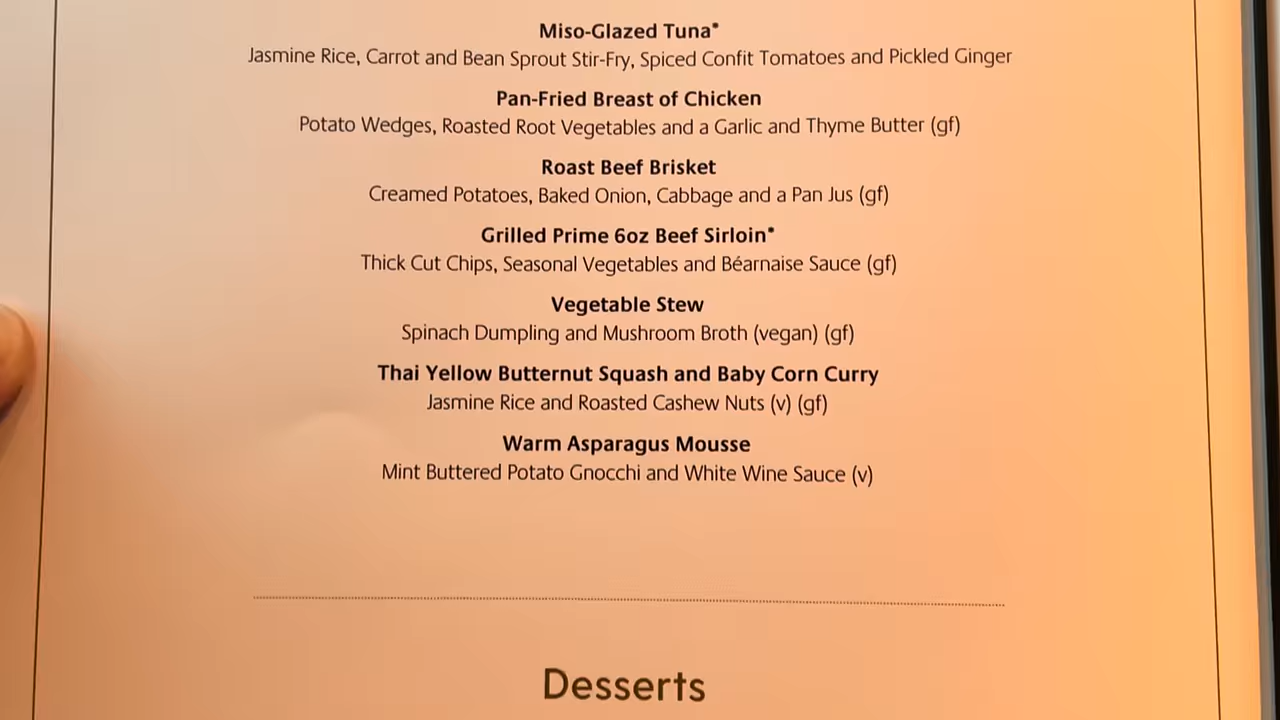 Miso-Glazed Tuna*
Jasmine Rice, Carrot and Bean Sprout Stir-Fry, Spiced Confit Tomatoes and Pickled Ginger
Pan-Fried Breast of Chicken
Potato Wedges, Roasted Root Vegetables and a Garlic and Thyme Butter (gf)
Roast Beef Brisket
Creamed Potatoes, Baked Onion, Cabbage and a Pan Jus (gf)
Grilled Prime 6oz Beef Sirloin*
Thick Cut Chips, Seasonal Vegetables and Béarnaise Sauce (gf)
Vegetable Stew
Spinach Dumpling and Mushroom Broth (vegan) (gf)
Thai Yellow Butternut Squash and Baby Corn Curry
Jasmine Rice and Roasted Cashew Nuts (v) (gf)
Warm Asparagus Mousse
Mint Buttered Potato Gnocchi and White Wine Sauce (v)
Desserts